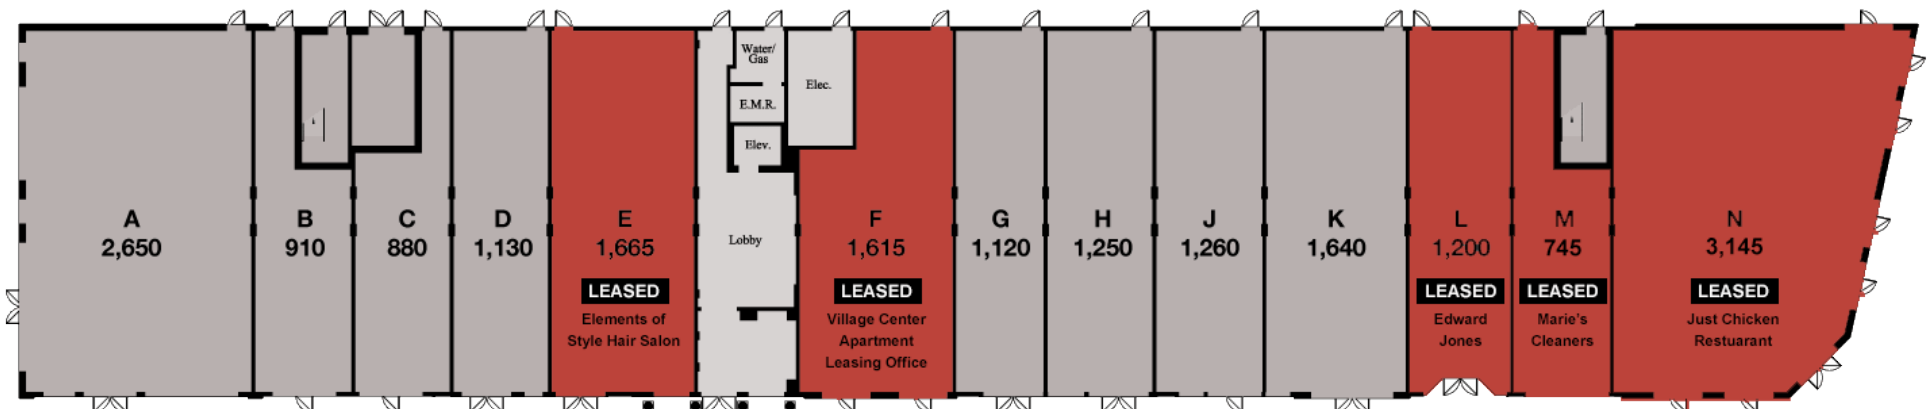 Water/
Gas
E.M.R.
Elev.
Elec.
Lobby
A
2,650
B
910
C
880
D
1,130
E
1,665
LEASED
Elements of
Style Hair Salon
F
1,615
LEASED
Village Center
Apartment
Leasing Office
G
1,120
H
1,250
J
1,260
K
1,640
L
1,200
LEASED
Edward
Jones
M
745
LEASED
Marie's
Cleaners
N
3,145
LEASED
Just Chicken
Restuarant